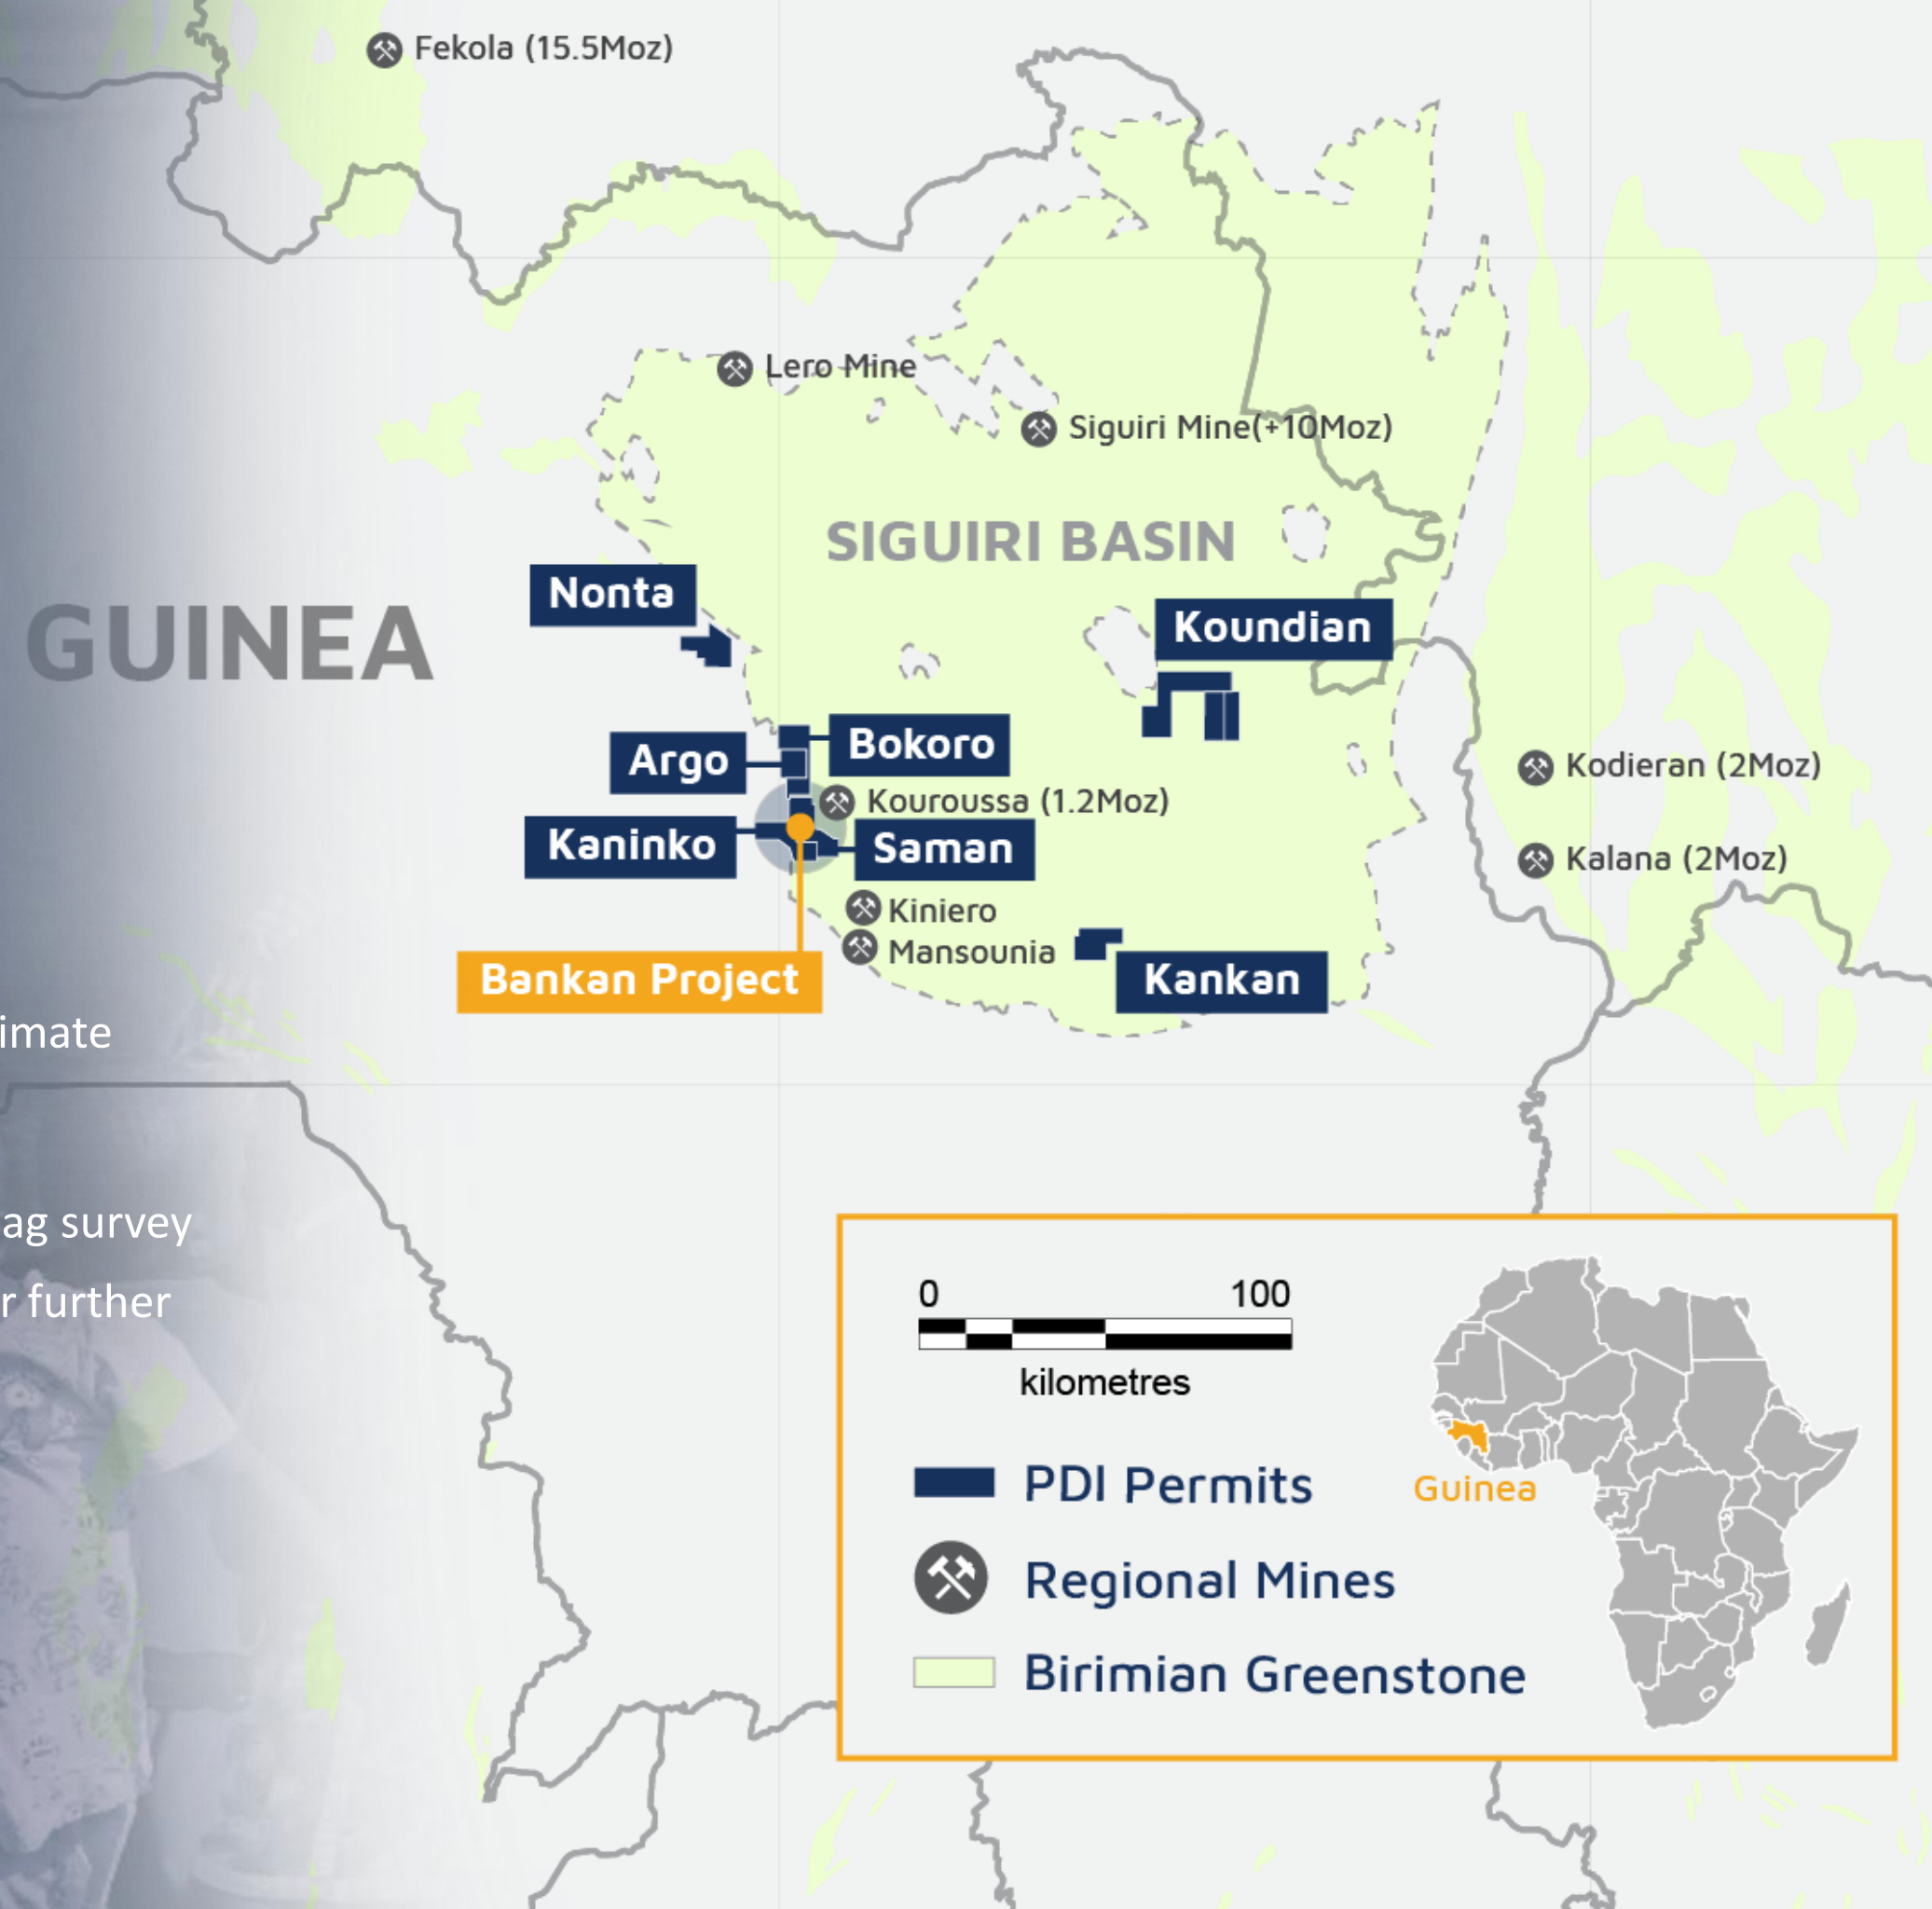 Fekola (15.5Moz)
Lero Mine
Siguiri Mine(+10Moz)
SIGUIRI BASIN
Nonta
GUINEA
Koundian
Bokoro
Argo
Kodieran (2Moz)
Kouroussa (1.2Moz)
Kaninko
Saman
Kalana (2Moz)
Kiniero
Mansounia
Bankan Project
Kankan
imate
ag survey
r further
0 100
kilometres
Guinea
PDI Permits
Regional Mines
Birimian Greenstone